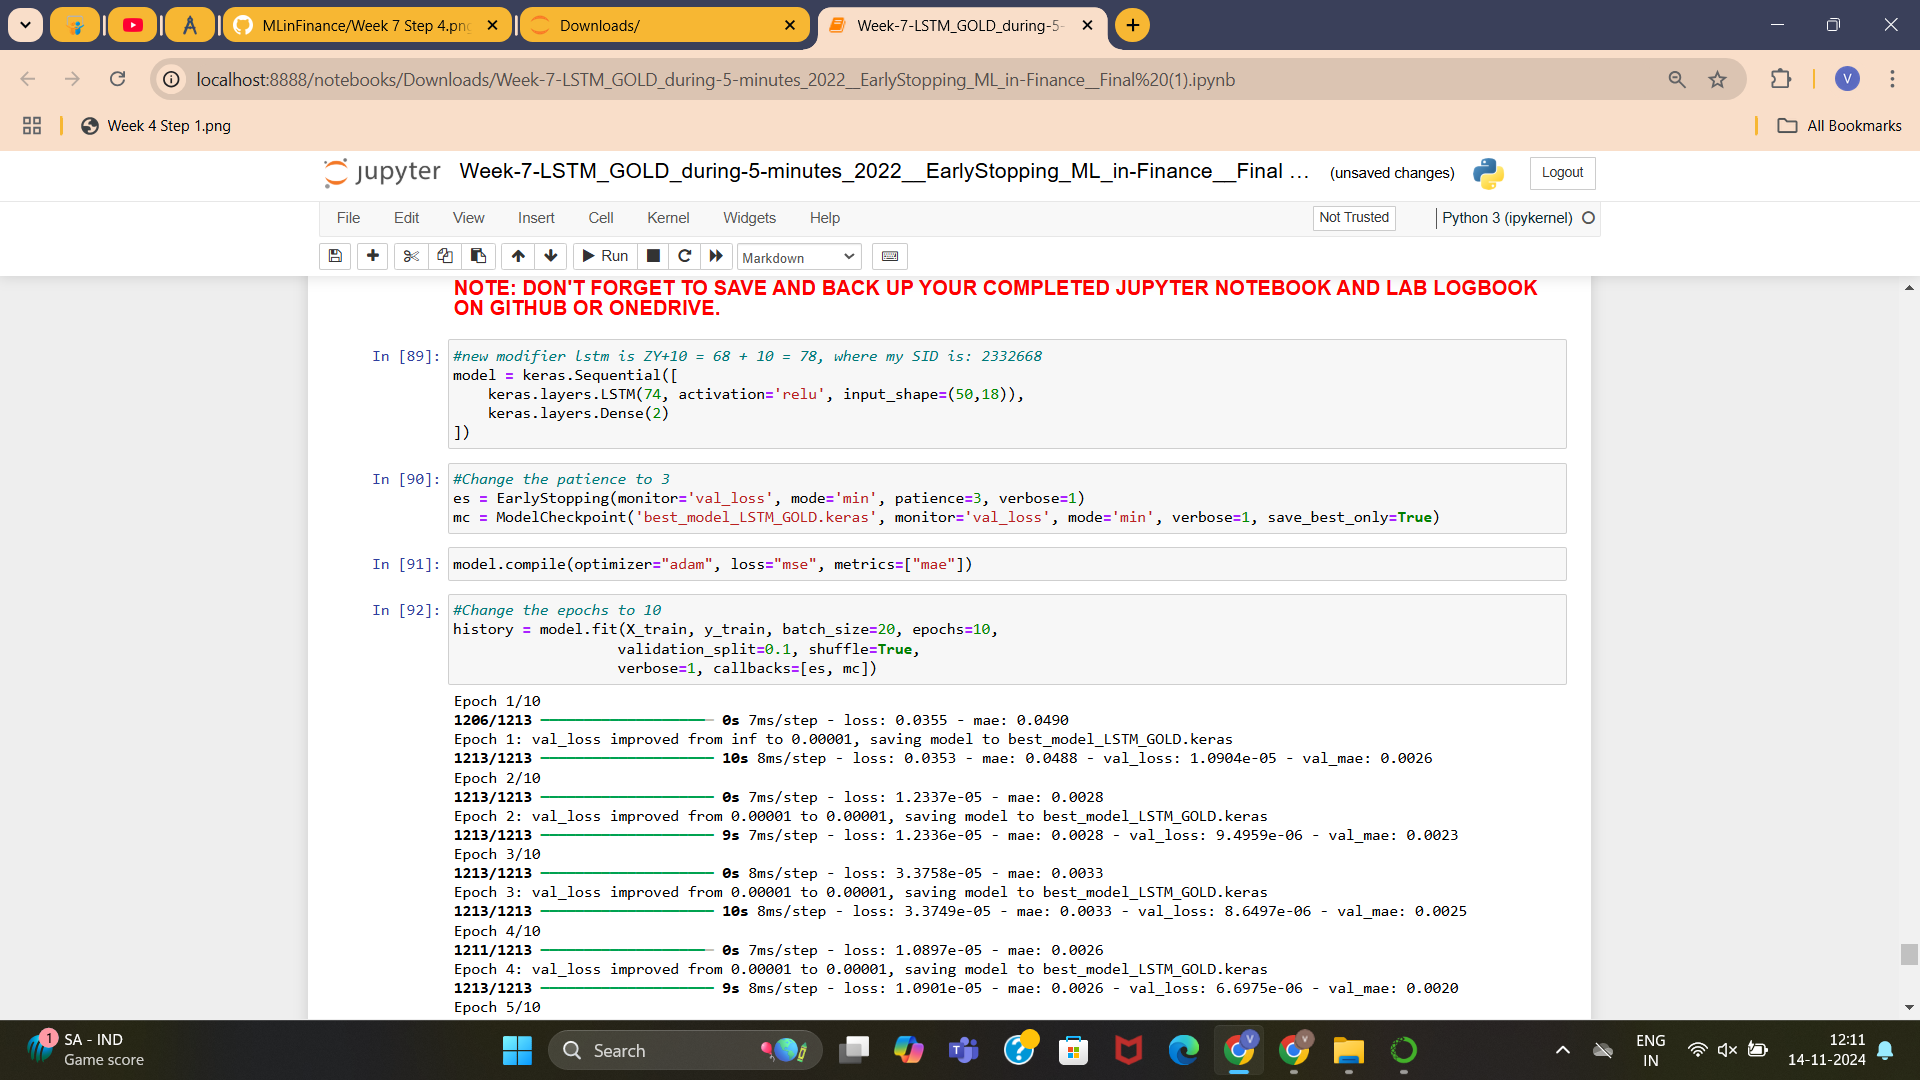 MLinFinance/Week 7 Step 4.png
Downloads/
Week-7-LSTM_GOLD_during-5-
localhost:8888/notebooks/Downloads/Week-7-LSTM_GOLD_during-5-minutes_2022__EarlyStopping_ML_in-Finance__Final%20(1).ipynb
V
Week 4 Step 1.png
All Bookmarks
jupyter
Week-7-LSTM_GOLD_during-5-minutes_2022__EarlyStopping_ML_in-Finance__Final ...
(unsaved changes)
Logout
File Edit View Insert Cell Kernel Widgets Help
Not Trusted
Python 3 (ipykernel)
Run
Markdown
NOTE: DON'T FORGET TO SAVE AND BACK UP YOUR COMPLETED JUPYTER NOTEBOOK AND LAB LOGBOOK
ON GITHUB OR ONEDRIVE.
In [89]: #new modifier lstm is ZY+10 = 68 + 10 = 78, where my SID is: 2332668
model = keras.Sequential([
keras.layers.LSTM(74, activation='relu', input_shape=(50,18)),
keras.layers.Dense(2)
])
In [90]: #Change the patience to 3
es = EarlyStopping(monitor='val_loss', mode='min', patience=3, verbose=1)
mc = ModelCheckpoint('best_model_LSTM_GOLD.keras', monitor='val_loss', mode='min', verbose=1, save_best_only=True)
In [91]: model.compile(optimizer="adam", loss="mse", metrics=["mae"])
In [92]: #Change the epochs to 10
history = model.fit(X_train, y_train, batch_size=20, epochs=10,
validation_split=0.1, shuffle=True,
verbose=1, callbacks=[es, mc])
Epoch 1/10
1206/1213 0s 7ms/step - loss: 0.0355 - mae: 0.0490
Epoch 1: val_loss improved from inf to 0.00001, saving model to best_model_LSTM_GOLD.keras
1213/1213 10s 8ms/step - loss: 0.0353 - mae: 0.0488 - val_loss: 1.0904e-05 - val_mae: 0.0026
Epoch 2/10
1213/1213 0s 7ms/step - loss: 1.2337e-05 - mae: 0.0028
Epoch 2: val_loss improved from 0.00001 to 0.00001, saving model to best_model_LSTM_GOLD.keras
1213/1213 9s 7ms/step - loss: 1.2336e-05 - mae: 0.0028 - val_loss: 9.4959e-06 - val_mae: 0.0023
Epoch 3/10
1213/1213 0s 8ms/step - loss: 3.3758e-05 - mae: 0.0033
Epoch 3: val_loss improved from 0.00001 to 0.00001, saving model to best_model_LSTM_GOLD.keras
1213/1213 10s 8ms/step - loss: 3.3749e-05 - mae: 0.0033 - val_loss: 8.6497e-06 - val_mae: 0.0025
Epoch 4/10
1211/1213 0s 7ms/step - loss: 1.0897e-05 - mae: 0.0026
Epoch 4: val_loss improved from 0.00001 to 0.00001, saving model to best_model_LSTM_GOLD.keras
1213/1213 9s 8ms/step - loss: 1.0901e-05 - mae: 0.0026 - val_loss: 6.6975e-06 - val_mae: 0.0020
Epoch 5/10
1
SA - IND
Game score
Search
ENG
IN
12:11
14-11-2024